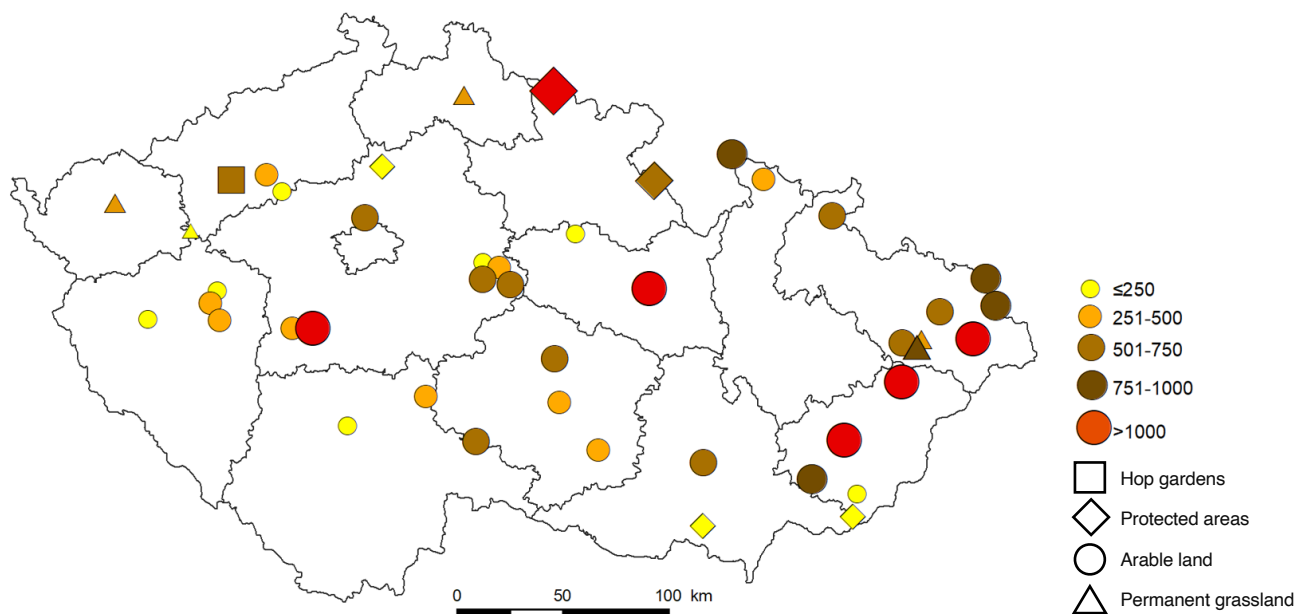 ≤250
251-500
501-750
751-1000
>1000
Hop gardens
Protected areas
Arable land
Permanent grassland
0 50 100 km